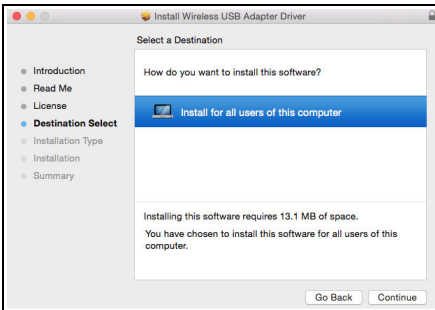 Install Wireless USB Adapter Driver
Select a Destination
Introduction
Read Me
License
Destination Select
Installation Type
Installation
Summary
How do you want to install this software?
Install for all users of this computer
Installing this software requires 13.1 MB of space.
You have chosen to install this software for all users of this
computer.
Go Back
Continue